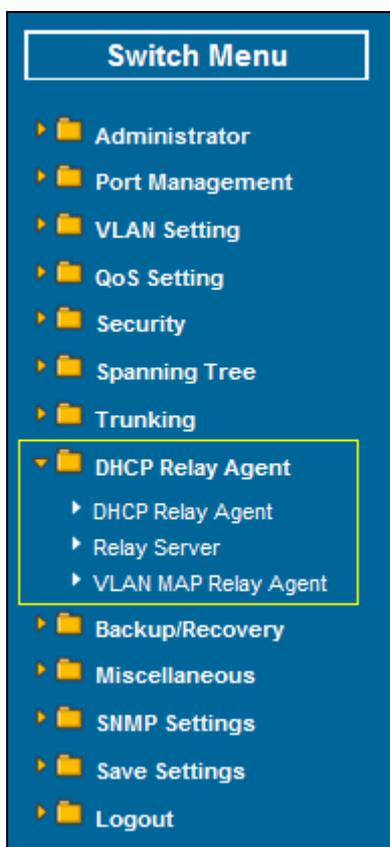 Switch Menu
Administrator
Port Management
VLAN Setting
QoS Setting
Security
Spanning Tree
Trunking
DHCP Relay Agent
DHCP Relay Agent
Relay Server
VLAN MAP Relay Agent
Backup/Recovery
Miscellaneous
SNMP Settings
Save Settings
Logout